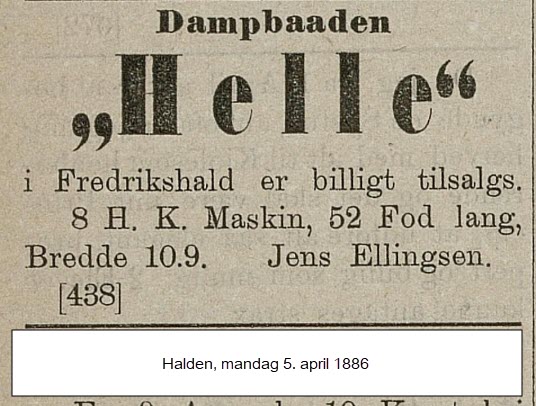 Dampbaaden
„Helle“
i Fredrikshald er billigt tilsalgs.
8 H. K. Maskin, 52 Fod lang,
Bredde 10.9. Jens Ellingsen.
[438]
Halden, mandag 5. april 1886